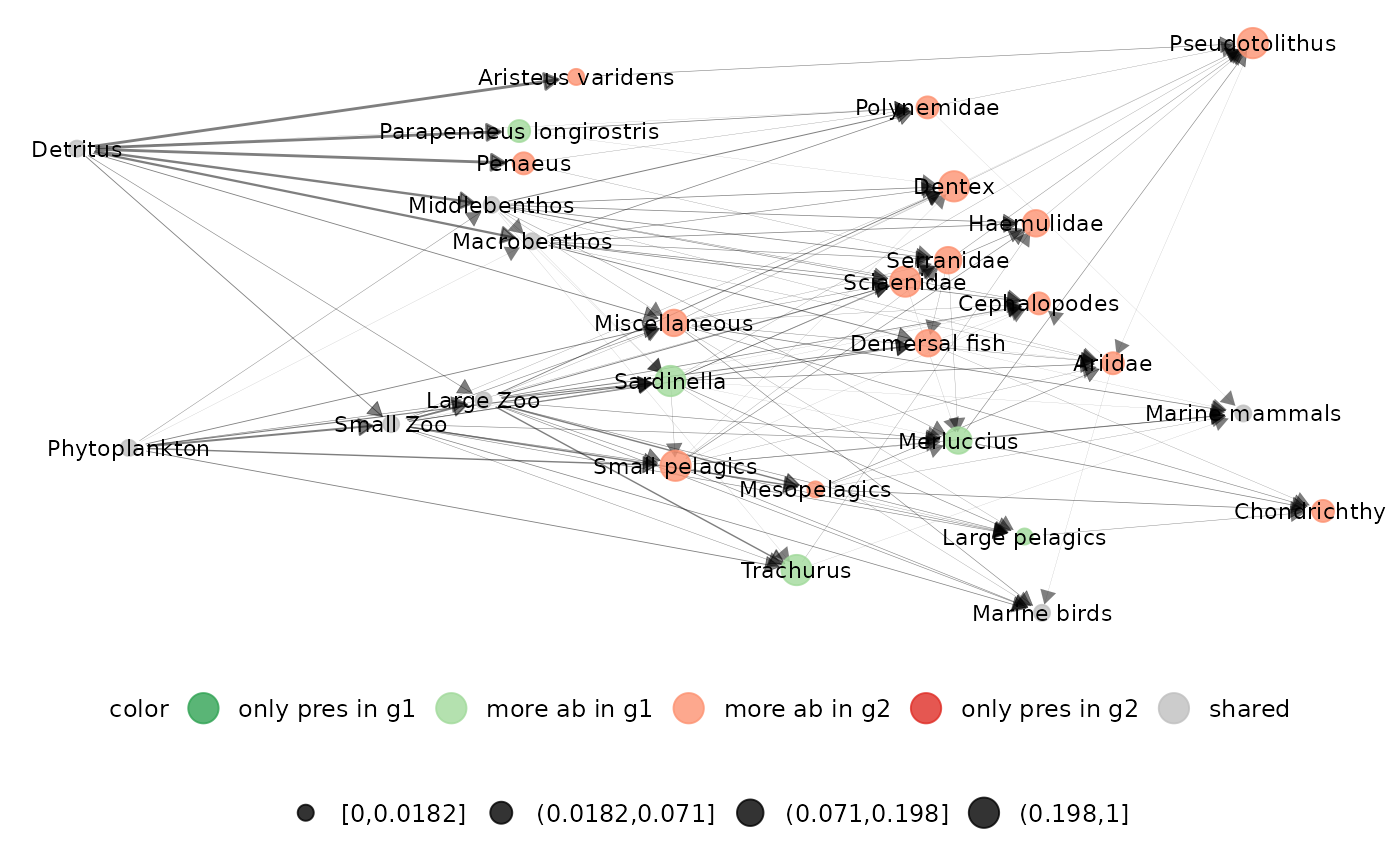 Pseudotolithus
Aristeus varidens
Polynemidae
Parapenaeus longirostris
Detritus
Penaeus
Dentex
Middlebenthos
Haemulidae
Macrobenthos
Serranidae
Sciaenidae
Cephalopodes
Miscellaneous
Demersal fish
Ariidae
Sardinella
Large Zoo
Marine mammals
Small Zoo
Merluccius
Phytoplankton
Small pelagics
Mesopelagics
Chondrichthy
Large pelagics
Trachurus
Marine birds
color only pres in g1 more ab in g1 more ab in g2 only pres in g2 shared
[0,0.0182] (0.0182,0.071] (0.071,0.198] (0.198,1]